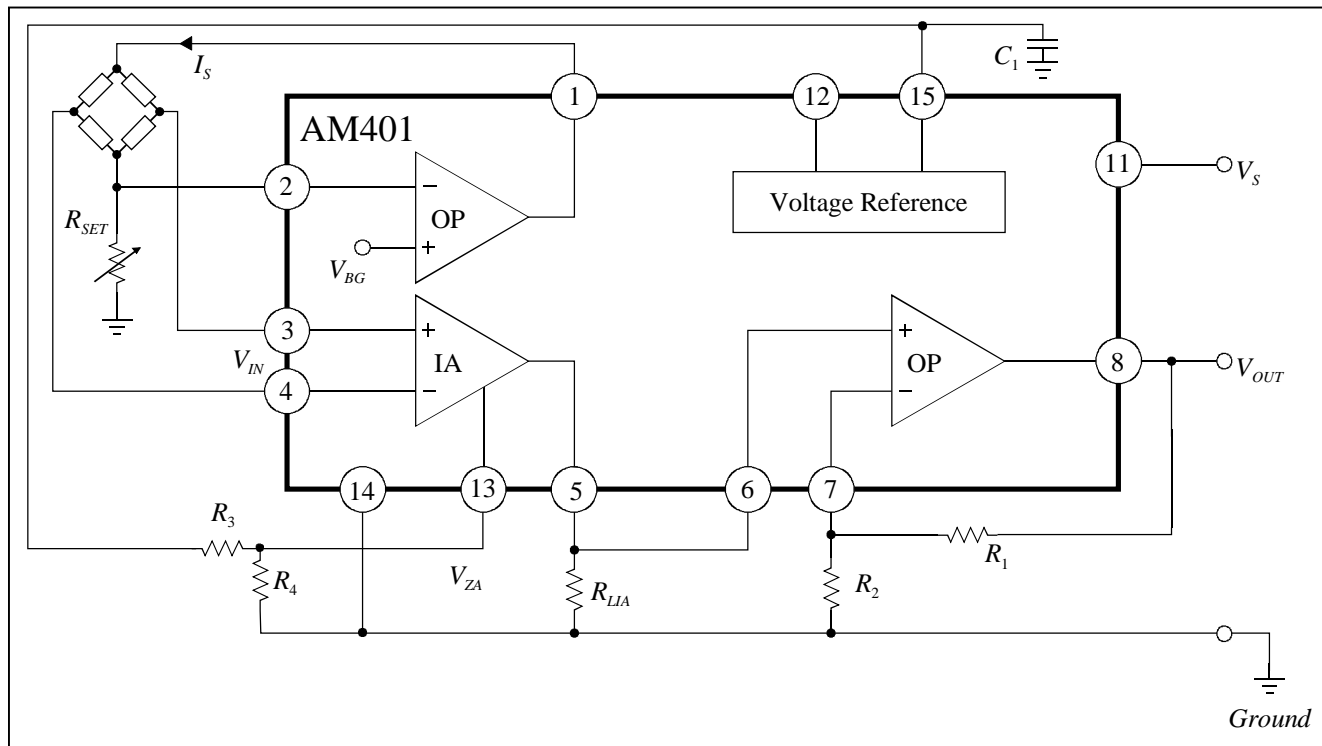 I_S
C_1
1
12
15
AM401
11
V_S
2
−
OP
Voltage Reference
R_SET
+
V_BG
3
+
V_IN
IA
+
OP
8
V_OUT
4
−
−
14
13
5
6
7
R_3
R_1
R_4
V_ZA
R_LIA
R_2
Ground